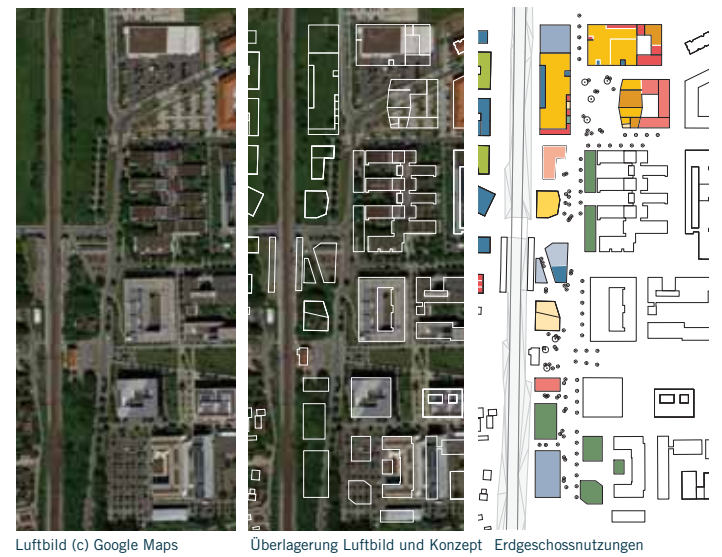 Luftbild (c) Google Maps
Überlagerung Luftbild und Konzept
Erdgeschossnutzungen